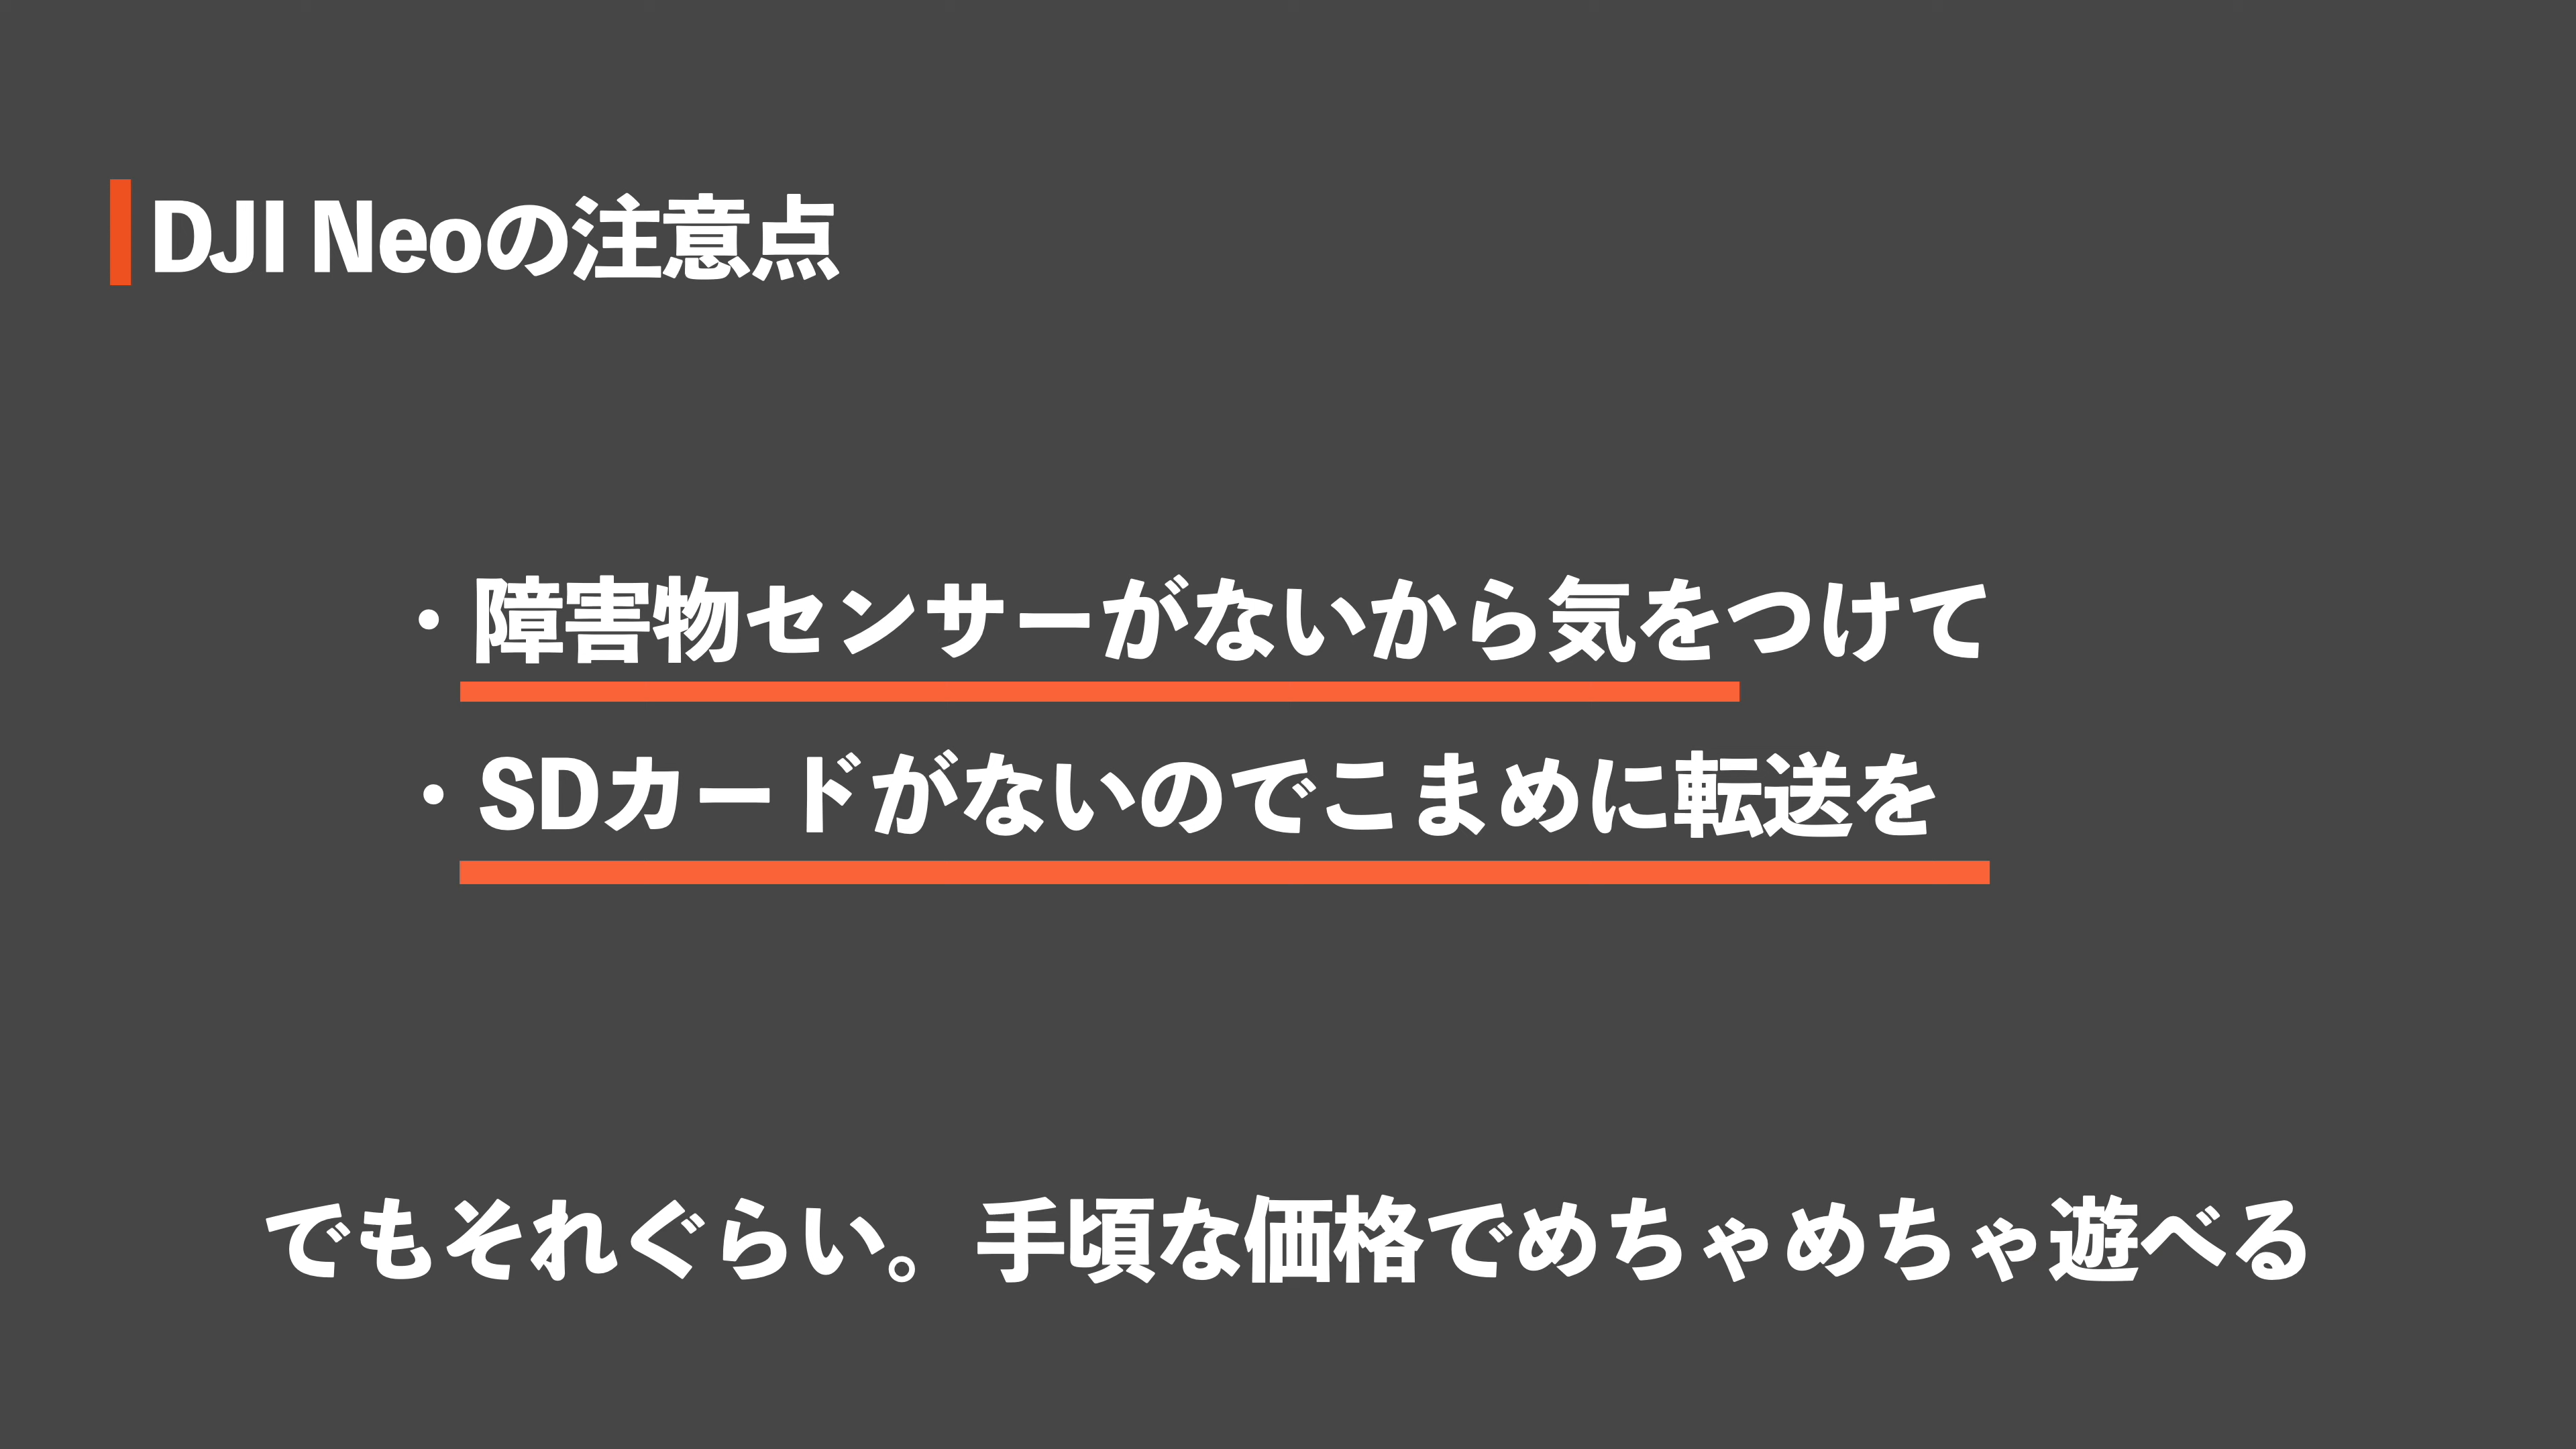 DJI Neoの注意点
・障害物センサーがないから気をつけて
・SDカードがないのでこまめに転送を
でもそれぐらい。手頃な価格でめちゃめちゃ遊べる